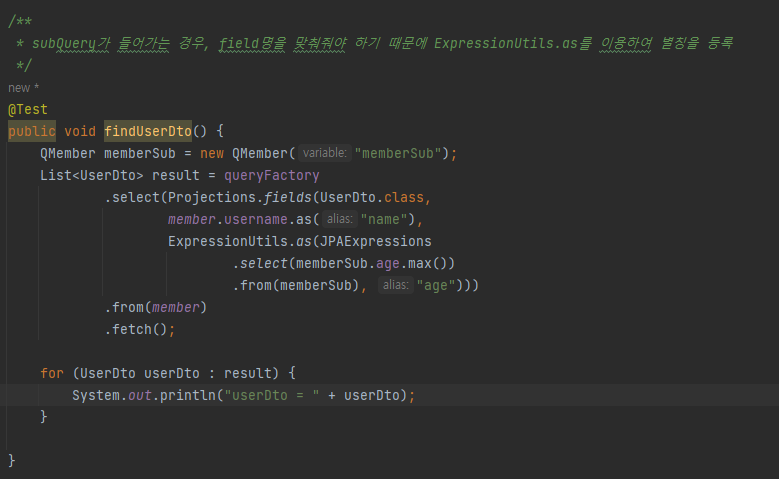 /**
 * subQuery가 들어가는 경우, field명을 맞춰줘야 하기 때문에 ExpressionUtils.as를 이용하여 별칭을 등록
 */
new *
@Test
public void findUserDto() {
    QMember memberSub = new QMember( variable: "memberSub");
    List<UserDto> result = queryFactory
            .select(Projections.fields(UserDto.class,
                    member.username.as( alias: "name"),
                    ExpressionUtils.as(JPAExpressions
                            .select(memberSub.age.max())
                            .from(memberSub), alias: "age")))
            .from(member)
            .fetch();
    for (UserDto userDto : result) {
        System.out.println("userDto = " + userDto);
    }
}